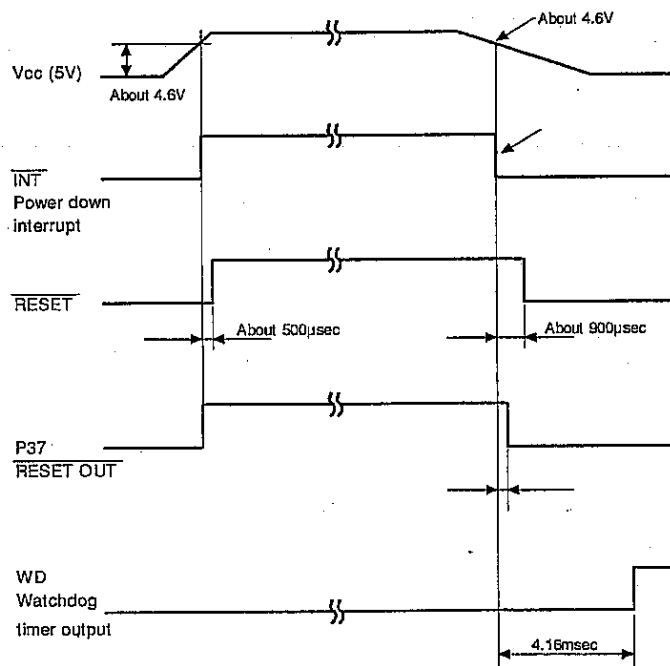 About 4.6V
Vcc (5V)
About 4.6V
INT
Power down
interrupt
RESET
About 500µsec
About 900µsec
P37
RESET OUT
WD
Watchdog
timer output
4.16msec